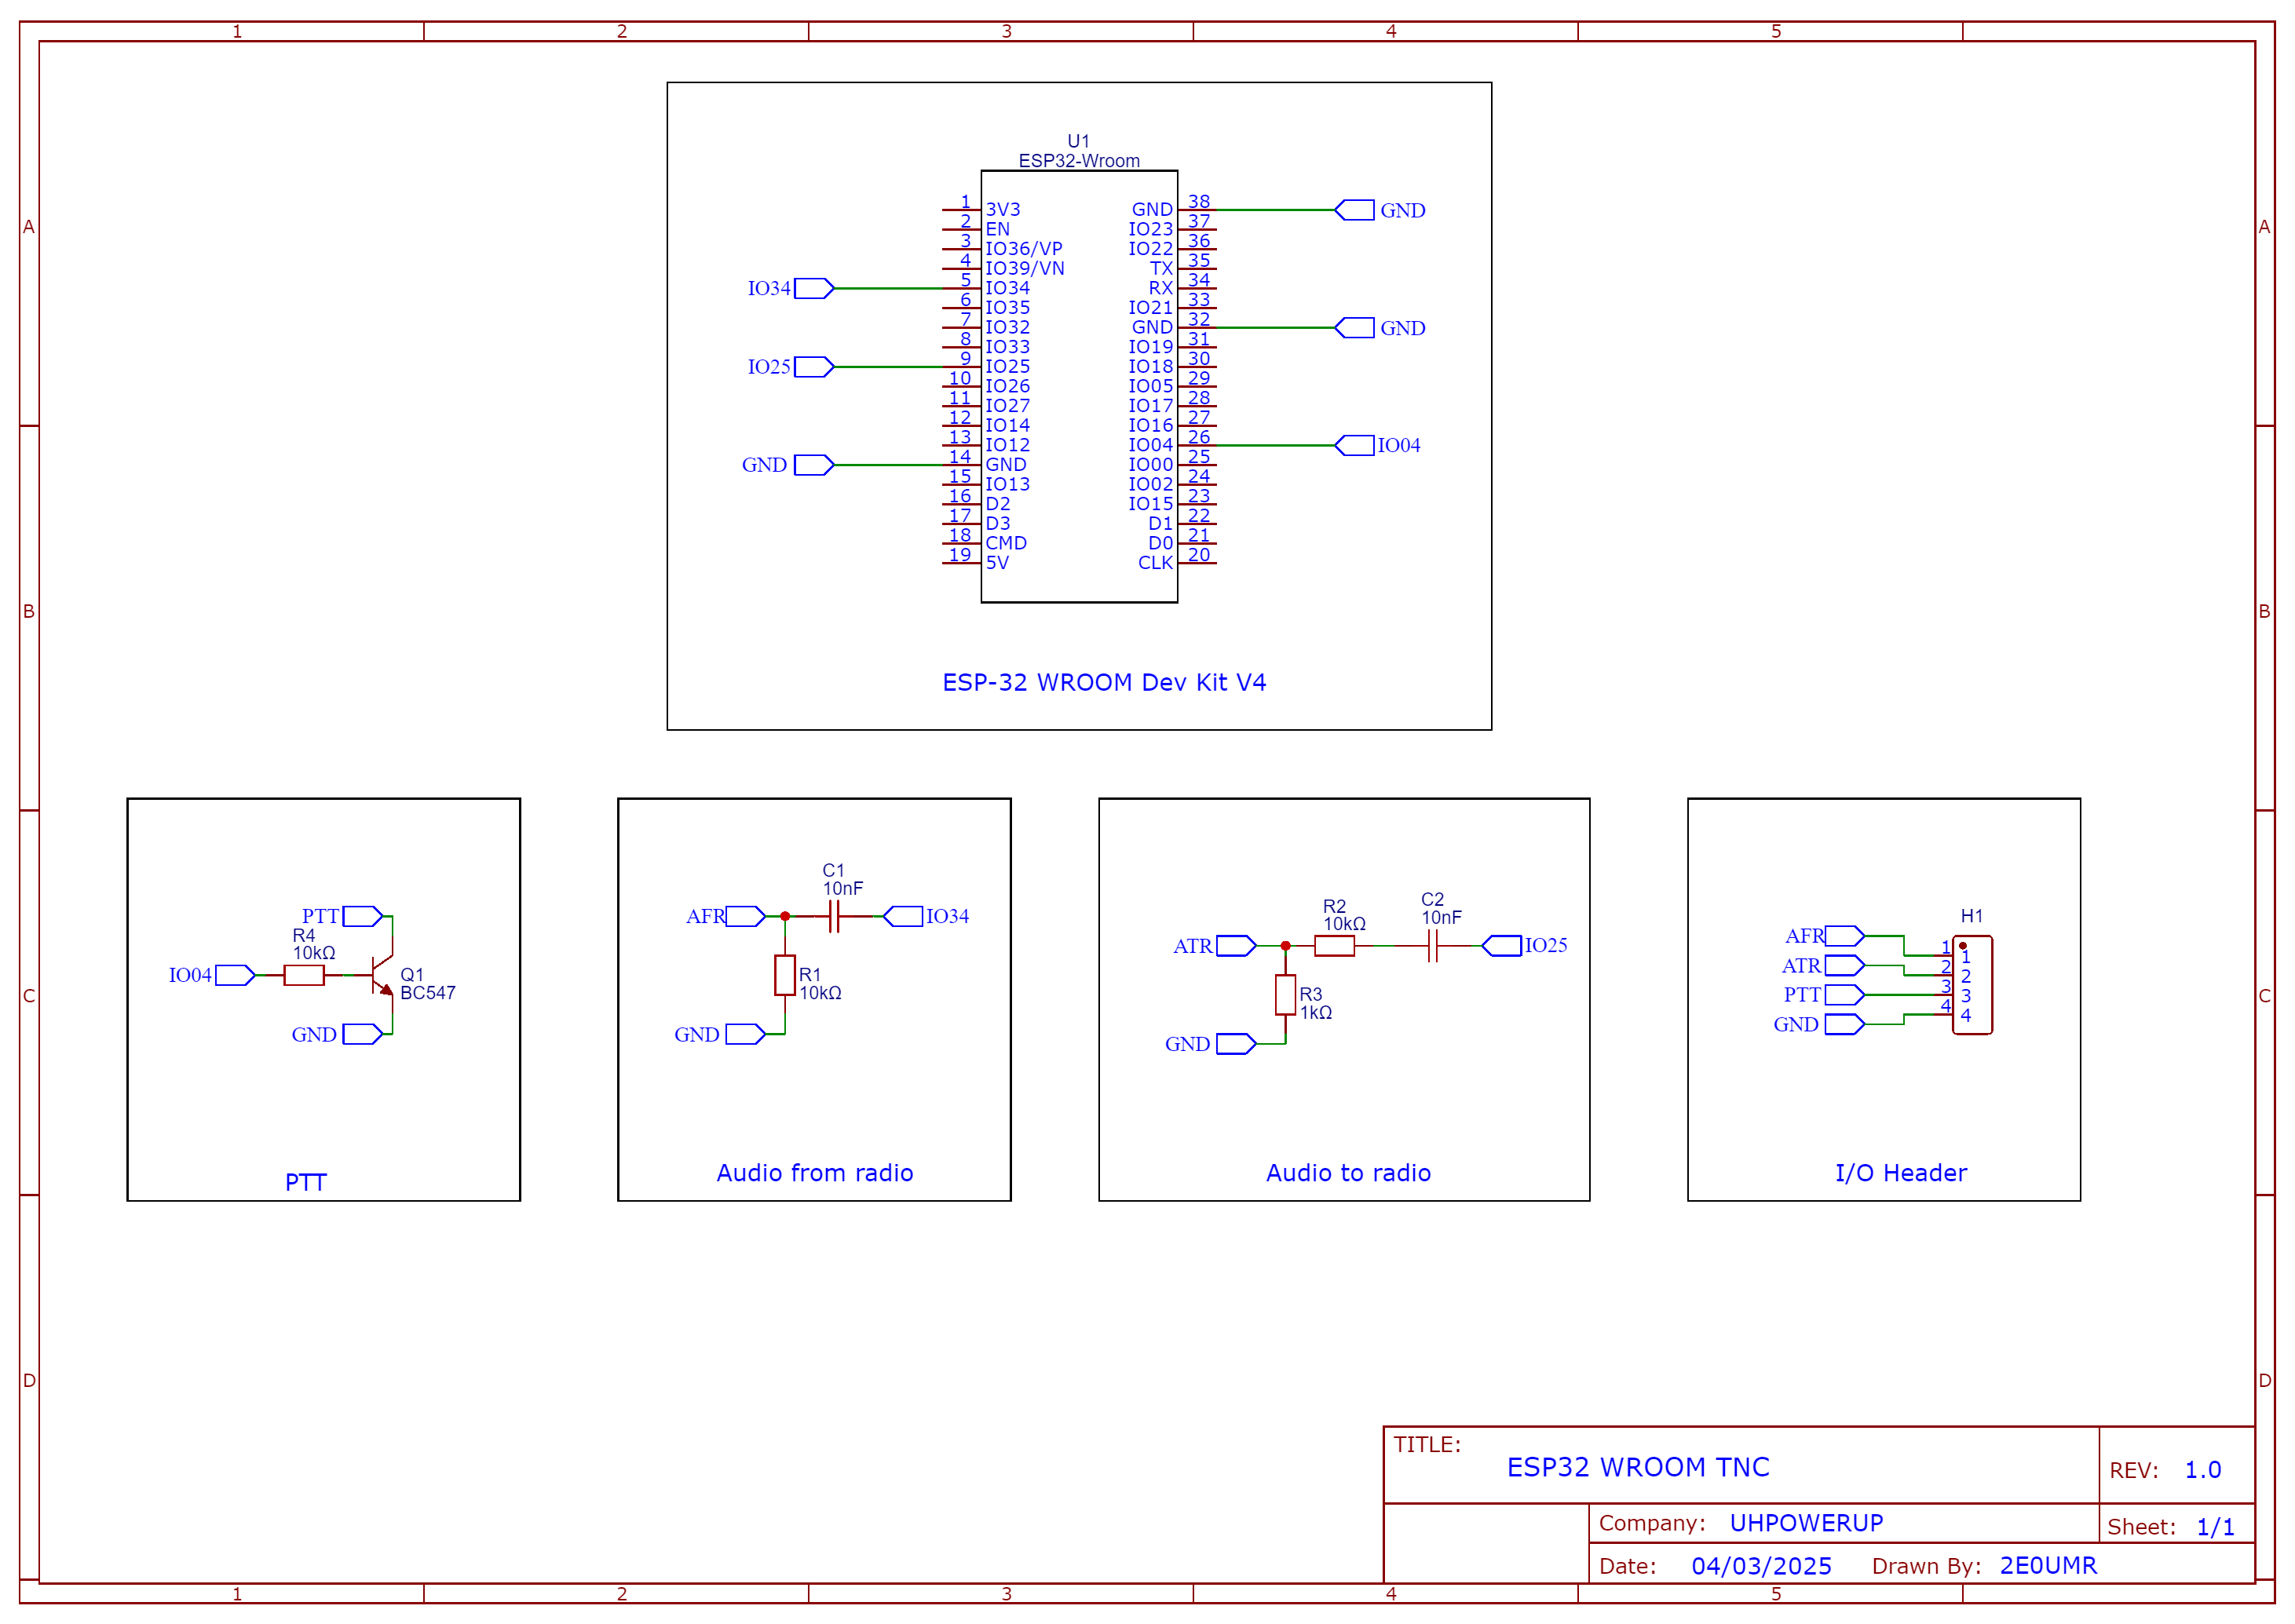 1 2 3 4 5
A A
B B
C C
D D
U1
ESP32-Wroom
1 3V3 GND 38 GND
2 EN IO23 37
3 IO36/VP IO22 36
4 IO39/VN TX 35
IO34 5 IO34 RX 34
6 IO35 IO21 33
7 IO32 GND 32 GND
8 IO33 IO19 31
IO25 9 IO25 IO18 30
10 IO26 IO05 29
11 IO27 IO17 28
12 IO14 IO16 27
13 IO12 IO04 26 IO04
GND 14 GND IO00 25
15 IO13 IO02 24
16 D2 IO15 23
17 D3 D1 22
18 CMD D0 21
19 5V CLK 20
ESP-32 WROOM Dev Kit V4
PTT
R4
10kΩ
IO04
Q1
BC547
GND
PTT
C1
10nF
AFR
IO34
R1
10kΩ
GND
Audio from radio
R2
10kΩ
C2
10nF
ATR
IO25
R3
1kΩ
GND
Audio to radio
H1
AFR 1 1
ATR 2 2
PTT 3 3
GND 4 4
I/O Header
TITLE:
ESP32 WROOM TNC
REV: 1.0
Company: UHPOWERUP
Sheet: 1/1
Date: 04/03/2025 Drawn By: 2E0UMR
1 2 3 4 5